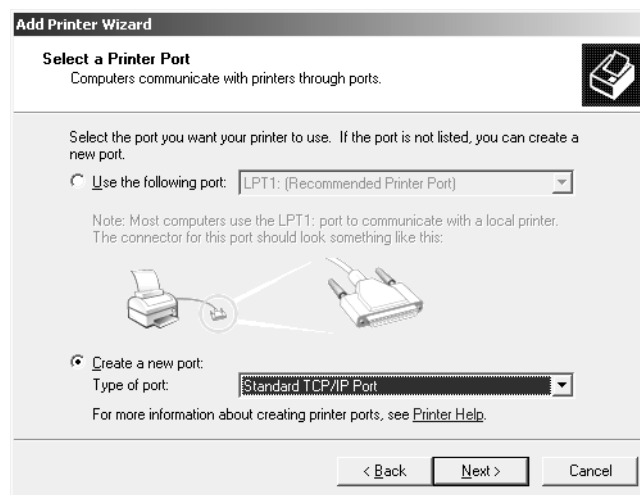 Add Printer Wizard
Select a Printer Port
Computers communicate with printers through ports.
Select the port you want your printer to use. If the port is not listed, you can create a
new port.
Use the following port: LPT1: (Recommended Printer Port)
Note: Most computers use the LPT1: port to communicate with a local printer.
The connector for this port should look something like this:
Create a new port:
Type of port: Standard TCP/IP Port
For more information about creating printer ports, see Printer Help.
< Back Next > Cancel